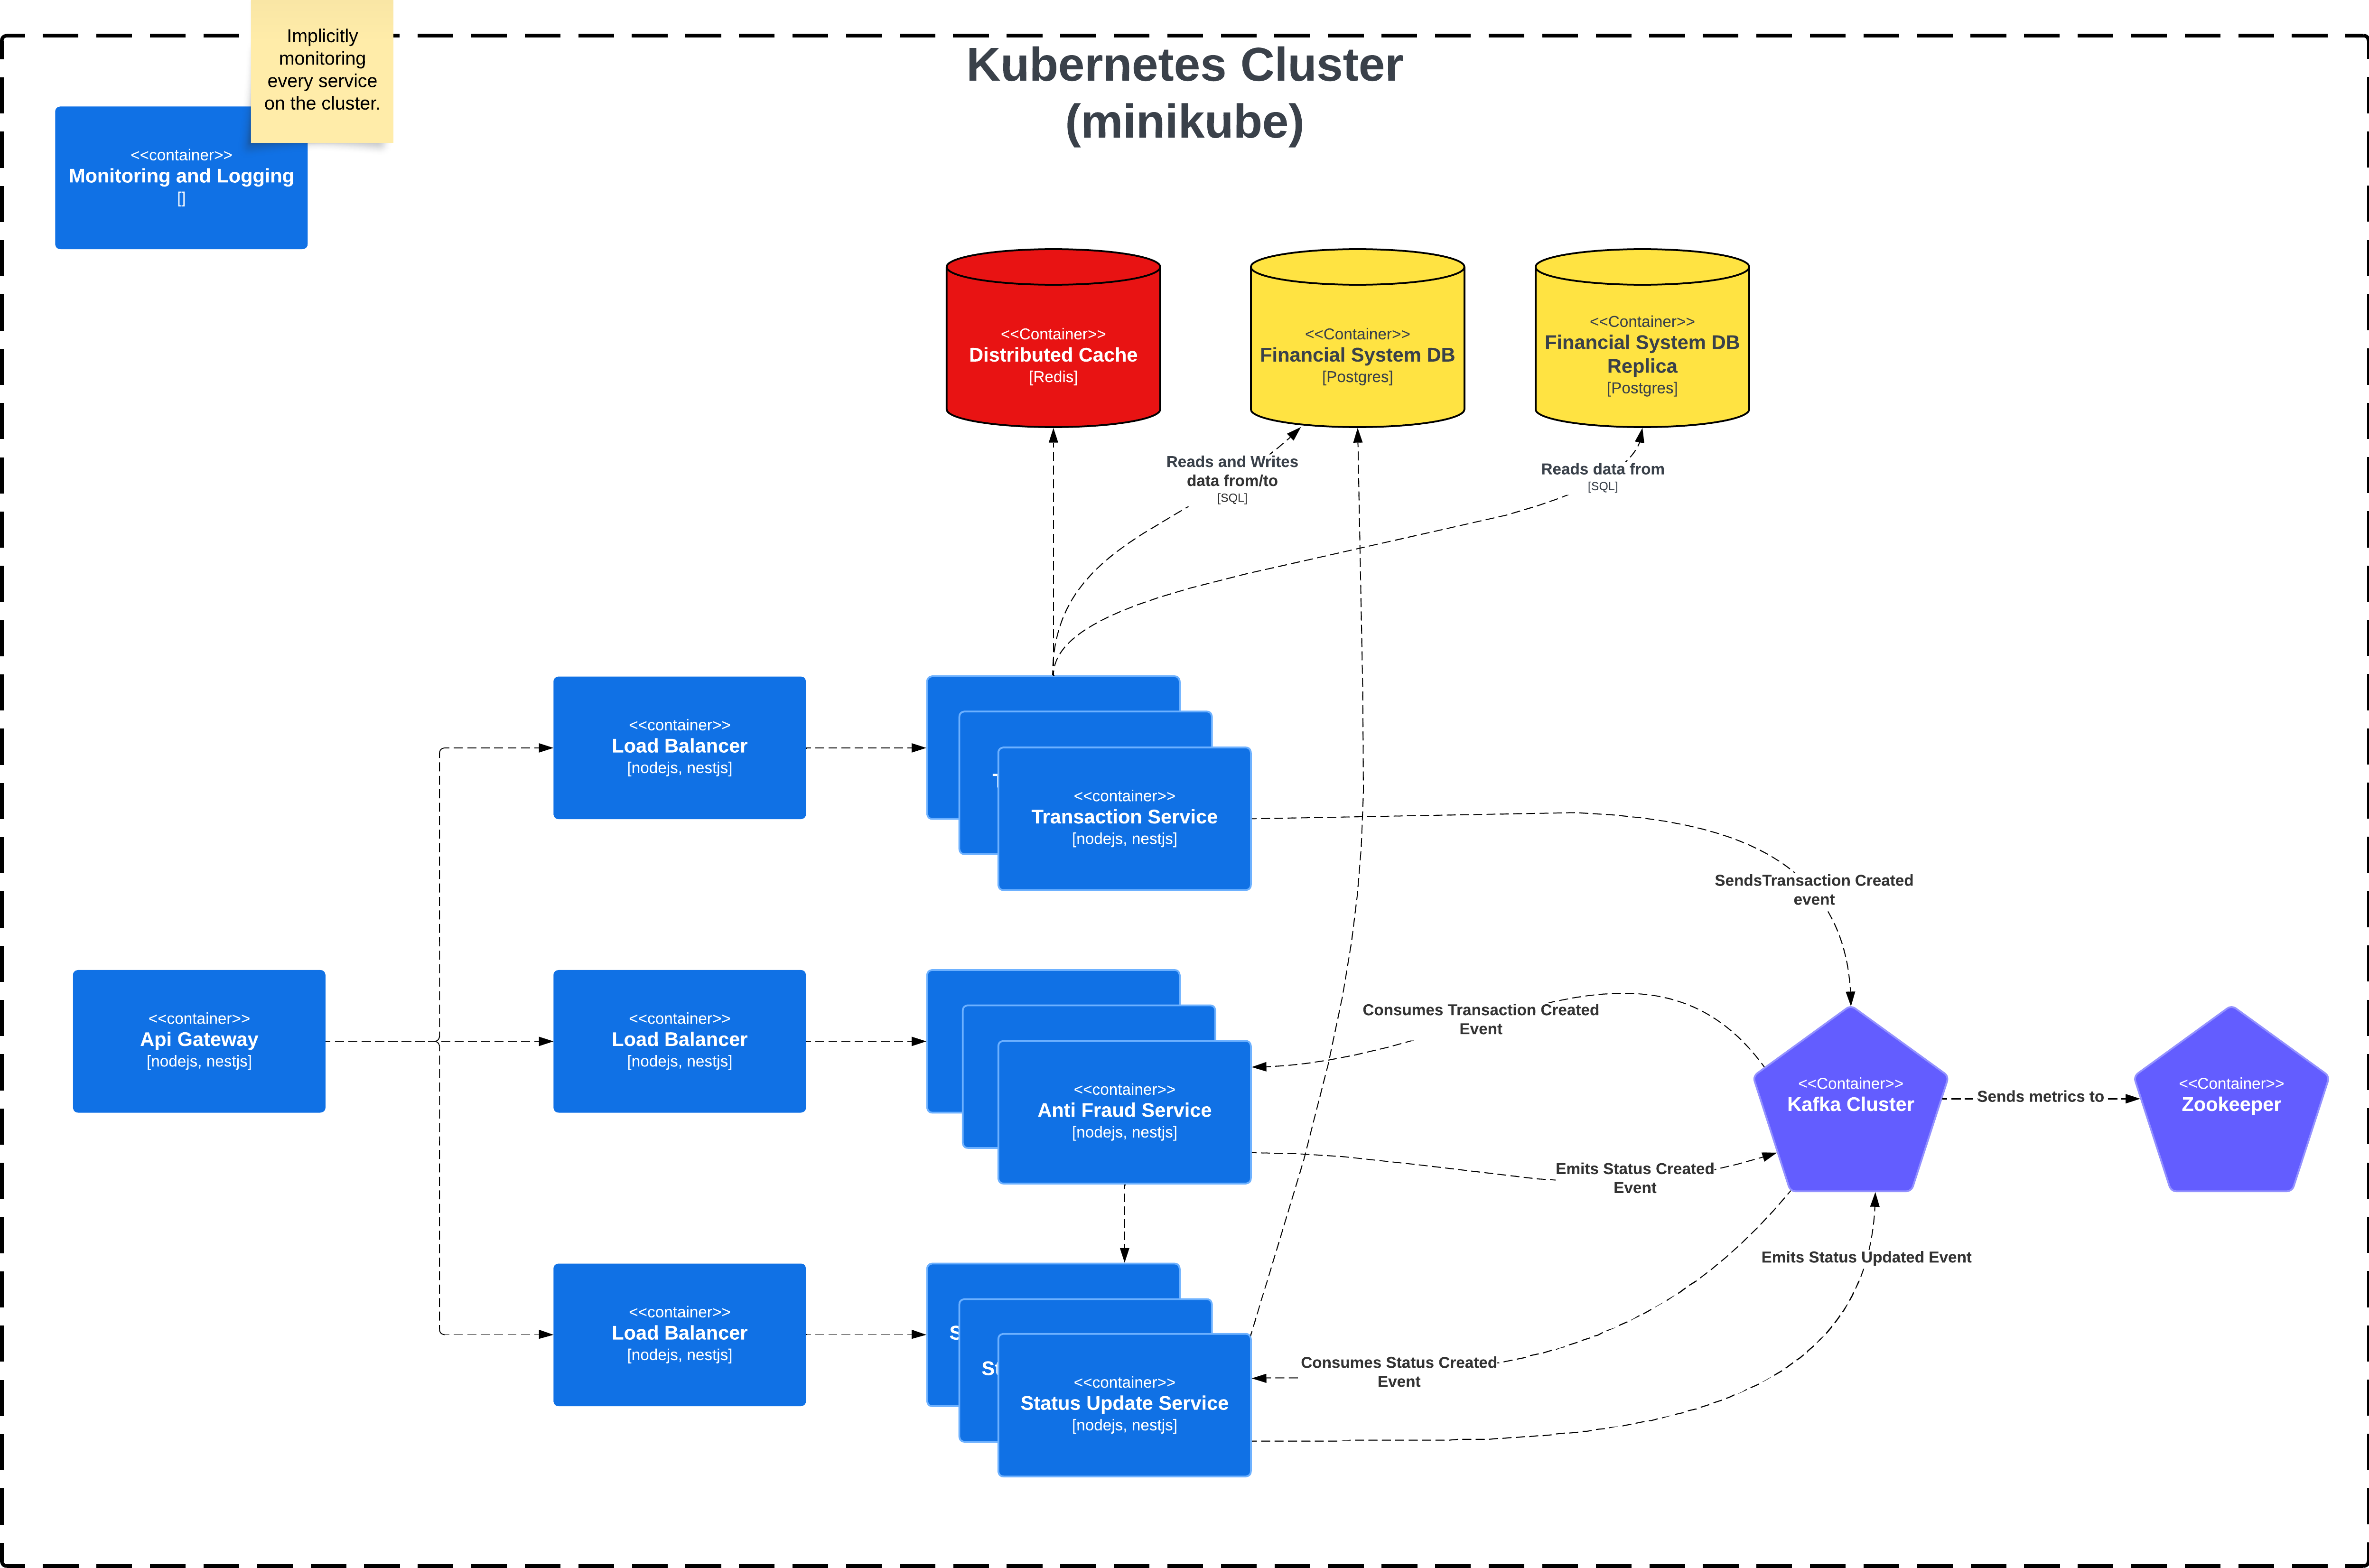 Implicitly
monitoring
every service
on the cluster.
Kubernetes Cluster
(minikube)
<<container>>
Monitoring and Logging
[]
<<Container>>
Distributed Cache
[Redis]
<<Container>>
Financial System DB
[Postgres]
<<Container>>
Financial System DB
Replica
[Postgres]
Reads and Writes
data from/to
[SQL]
Reads data from
[SQL]
<<container>>
Load Balancer
[nodejs, nestjs]
<<container>>
Transaction Service
[nodejs, nestjs]
SendsTransaction Created
event
<<container>>
Api Gateway
[nodejs, nestjs]
<<container>>
Load Balancer
[nodejs, nestjs]
<<container>>
Anti Fraud Service
[nodejs, nestjs]
Consumes Transaction Created
Event
<<Container>>
Kafka Cluster
Sends metrics to
<<Container>>
Zookeeper
Emits Status Created
Event
Emits Status Updated Event
<<container>>
Load Balancer
[nodejs, nestjs]
<<container>>
Status Update Service
[nodejs, nestjs]
Consumes Status Created
Event